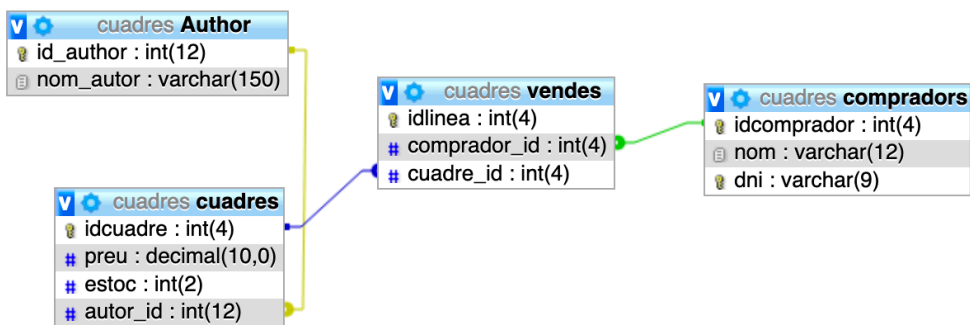 cuadres Author
id_author : int(12)
nom_autor : varchar(150)
cuadres vendes
idlinea : int(4)
comprador_id : int(4)
cuadre_id : int(4)
cuadres compradors
idcomprador : int(4)
nom : varchar(12)
dni : varchar(9)
cuadres cuadres
idcuadre : int(4)
preu : decimal(10,0)
estoc : int(2)
autor_id : int(12)